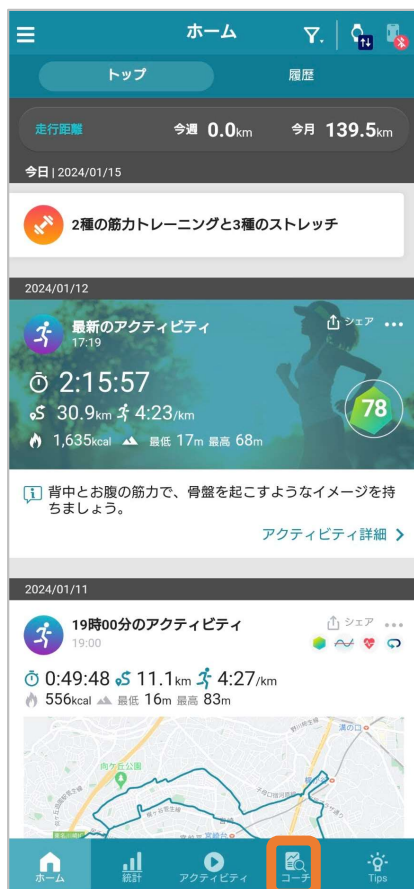 ホーム
トップ 履歴
走行距離 今週 0.0km 今月 139.5km
今日 | 2024/01/15
2種の筋力トレーニングと3種のストレッチ
2024/01/12
最新のアクティビティ シェア
17:19
2:15:57
30.9km 4:23/km
78
1,635kcal 最低 17m 最高 68m
背中とお腹の筋力で、骨盤を起こすようなイメージを持
ちましょう。
アクティビティ詳細
2024/01/11
19時00分のアクティビティ シェア
19:00
0:49:48 11.1km 4:27/km
556kcal 最低 16m 最高 83m
溝の口
向ケ丘公園
ホーム 統計 アクティビティ コーチ Tips